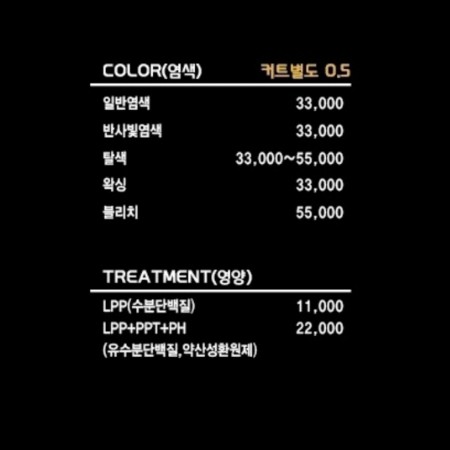 COLOR(염색) 커트별도 0.5
일반염색 33,000
반사빛염색 33,000
탈색 33,000~55,000
왁싱 33,000
블리치 55,000
TREATMENT(영양)
LPP(수분단백질) 11,000
LPP+PPT+PH 22,000
(유수분단백질,약산성환원제)